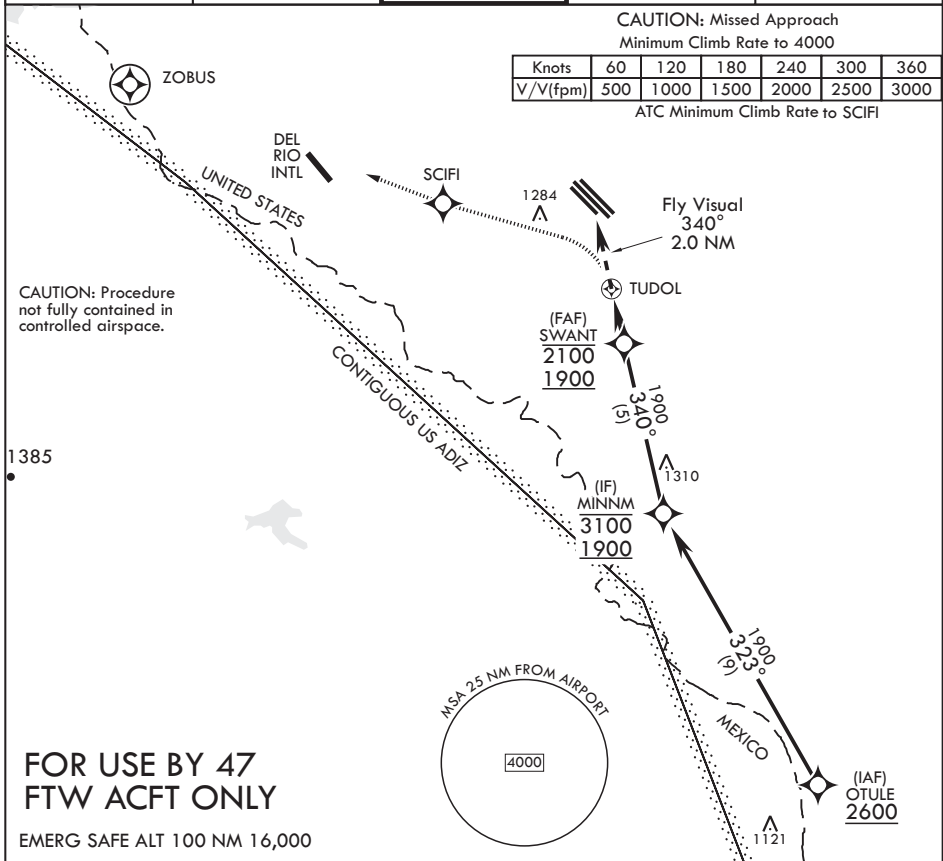 CAUTION: Missed Approach
Minimum Climb Rate to 4000
Knots 60 120 180 240 300 360
V/V(fpm) 500 1000 1500 2000 2500 3000
ATC Minimum Climb Rate to SCIFI
ZOBUS
DEL
RIO
INTL
SCIFI
1284
UNITED STATES
Fly Visual
340°
2.0 NM
TUDOL
CAUTION: Procedure
not fully contained in
controlled airspace.
(FAF)
SWANT
2100
1900
CONTIGUOUS US ADIZ
1900
340°
(5)
1385
1310
(IF)
MINNM
3100
1900
1900
323°
(9)
MSA 25 NM FROM AIRPORT
4000
MEXICO
FOR USE BY 47
FTW ACFT ONLY
(IAF)
OTULE
2600
EMERG SAFE ALT 100 NM 16,000
1121